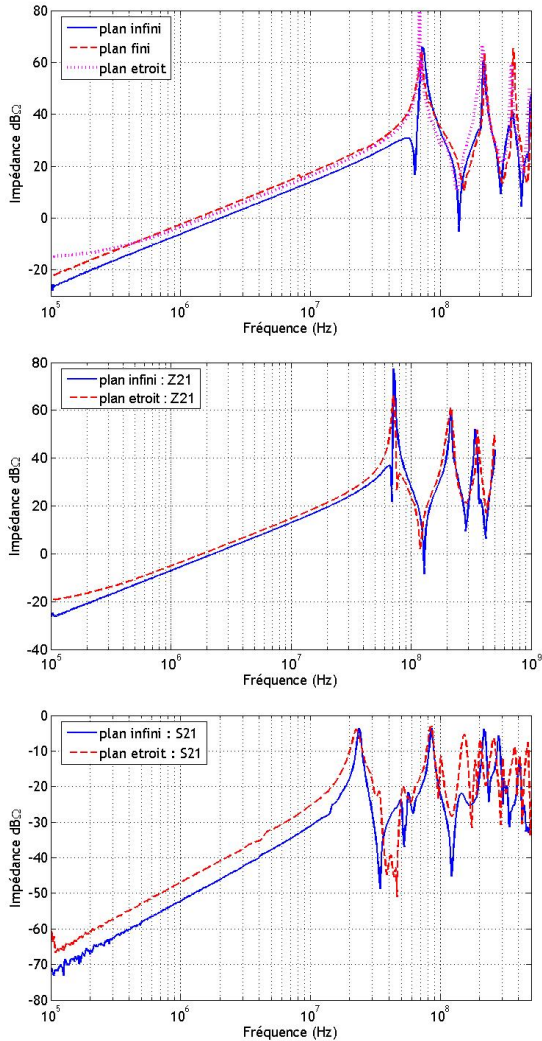 80
60
40
20
0
-20
Impédance dBΩ
plan infini
plan fini
plan etroit
10^5
10^6
10^7
10^8
Fréquence (Hz)
80
60
40
20
0
-20
-40
Impédance dBΩ
plan infini : Z21
plan etroit : Z21
10^5
10^6
10^7
10^8
10^9
Fréquence (Hz)
0
-10
-20
-30
-40
-50
-60
-70
-80
Impédance dBΩ
plan infini : S21
plan etroit : S21
10^5
10^6
10^7
10^8
Fréquence (Hz)